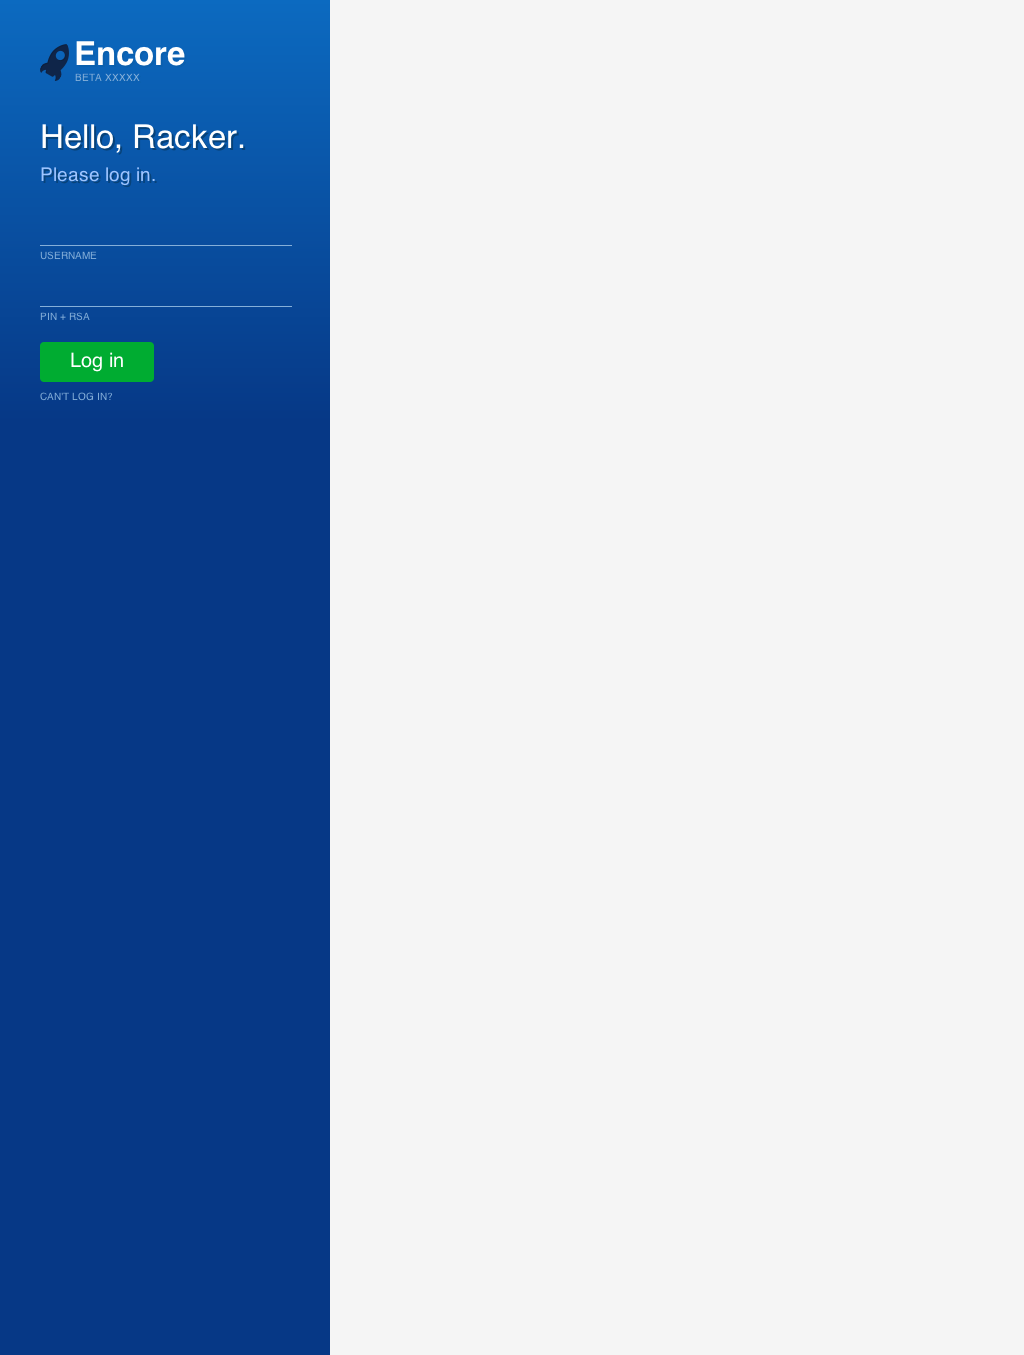 Encore
BETA XXXXX
Hello, Racker.
Please log in.
USERNAME
PIN + RSA
Log in
CAN'T LOG IN?